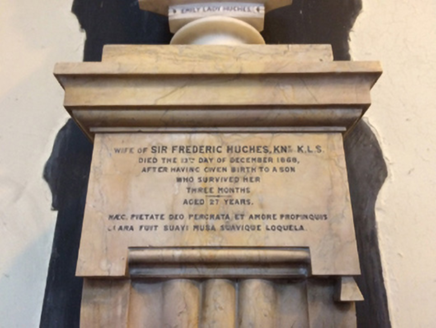 EMILY LADY HUGHES,
WIFE OF SIR FREDERIC HUGHES, KNT. K.L.S.
DIED THE 13TH DAY OF DECEMBER 1868,
AFTER HAVING GIVEN BIRTH TO A SON
WHO SURVIVED HER
THREE MONTHS.
AGED 27 YEARS.
HÆC, PIETATE DEO PERGRATA, ET AMORE PROPINQUIS
CLARA FUIT SUAVI MUSA SUAVIQUE LOQUELA.